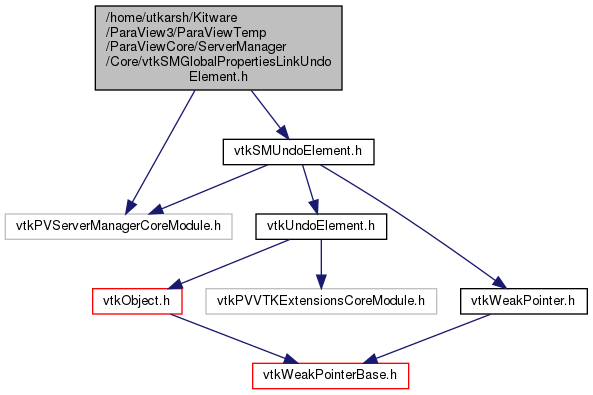 /home/utkarsh/Kitware
/ParaView3/ParaViewTemp
/ParaViewCore/ServerManager
/Core/vtkSMGlobalPropertiesLinkUndo
Element.h
vtkSMUndoElement.h
vtkPVServerManagerCoreModule.h
vtkUndoElement.h
vtkObject.h
vtkPVVTKExtensionsCoreModule.h
vtkWeakPointer.h
vtkWeakPointerBase.h